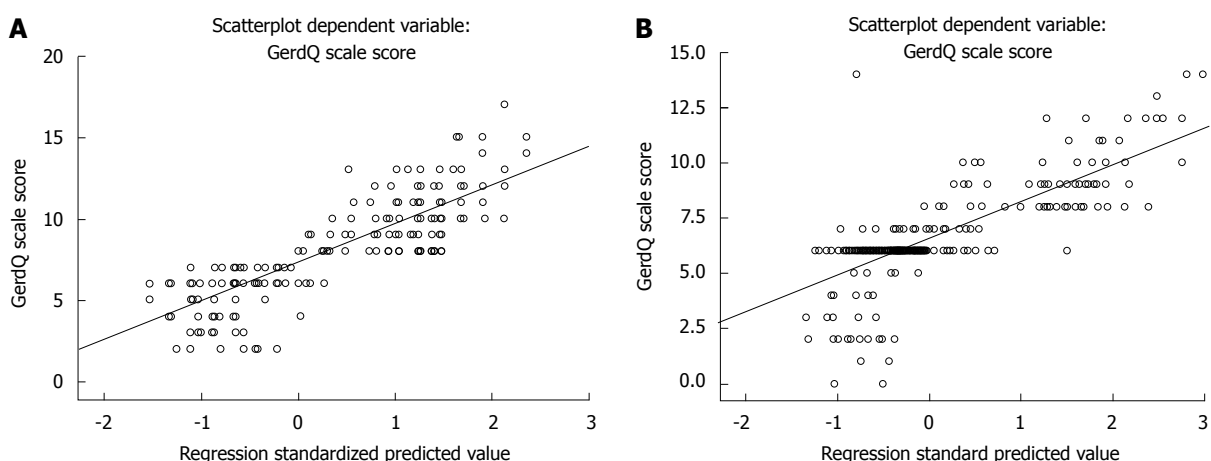 A
Scatterplot dependent variable:
GerdQ scale score
20
15
10
5
0
GerdQ scale score
-2 -1 0 1 2 3
Regression standardized predicted value
B
Scatterplot dependent variable:
GerdQ scale score
15.0
12.5
10.0
7.5
5.0
2.5
0.0
GerdQ scale score
-2 -1 0 1 2 3
Regression standard predicted value